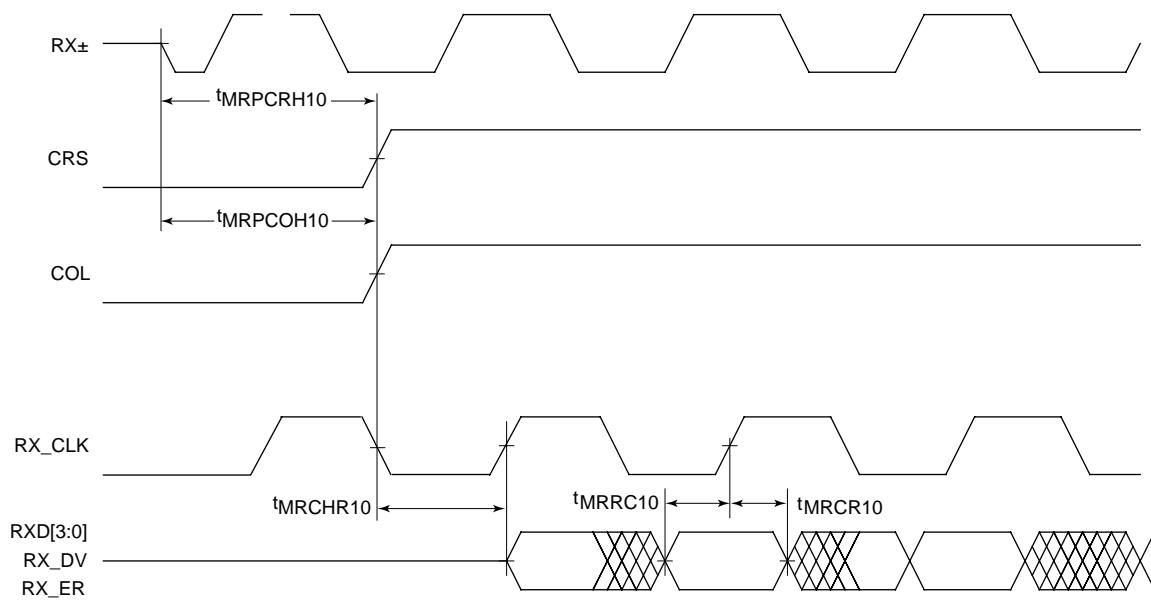 RX±
tMRPCRH10
CRS
tMRPCOH10
COL
RX_CLK
tMRCHR10
tMRRC10
tMRCR10
RXD[3:0]
RX_DV
RX_ER